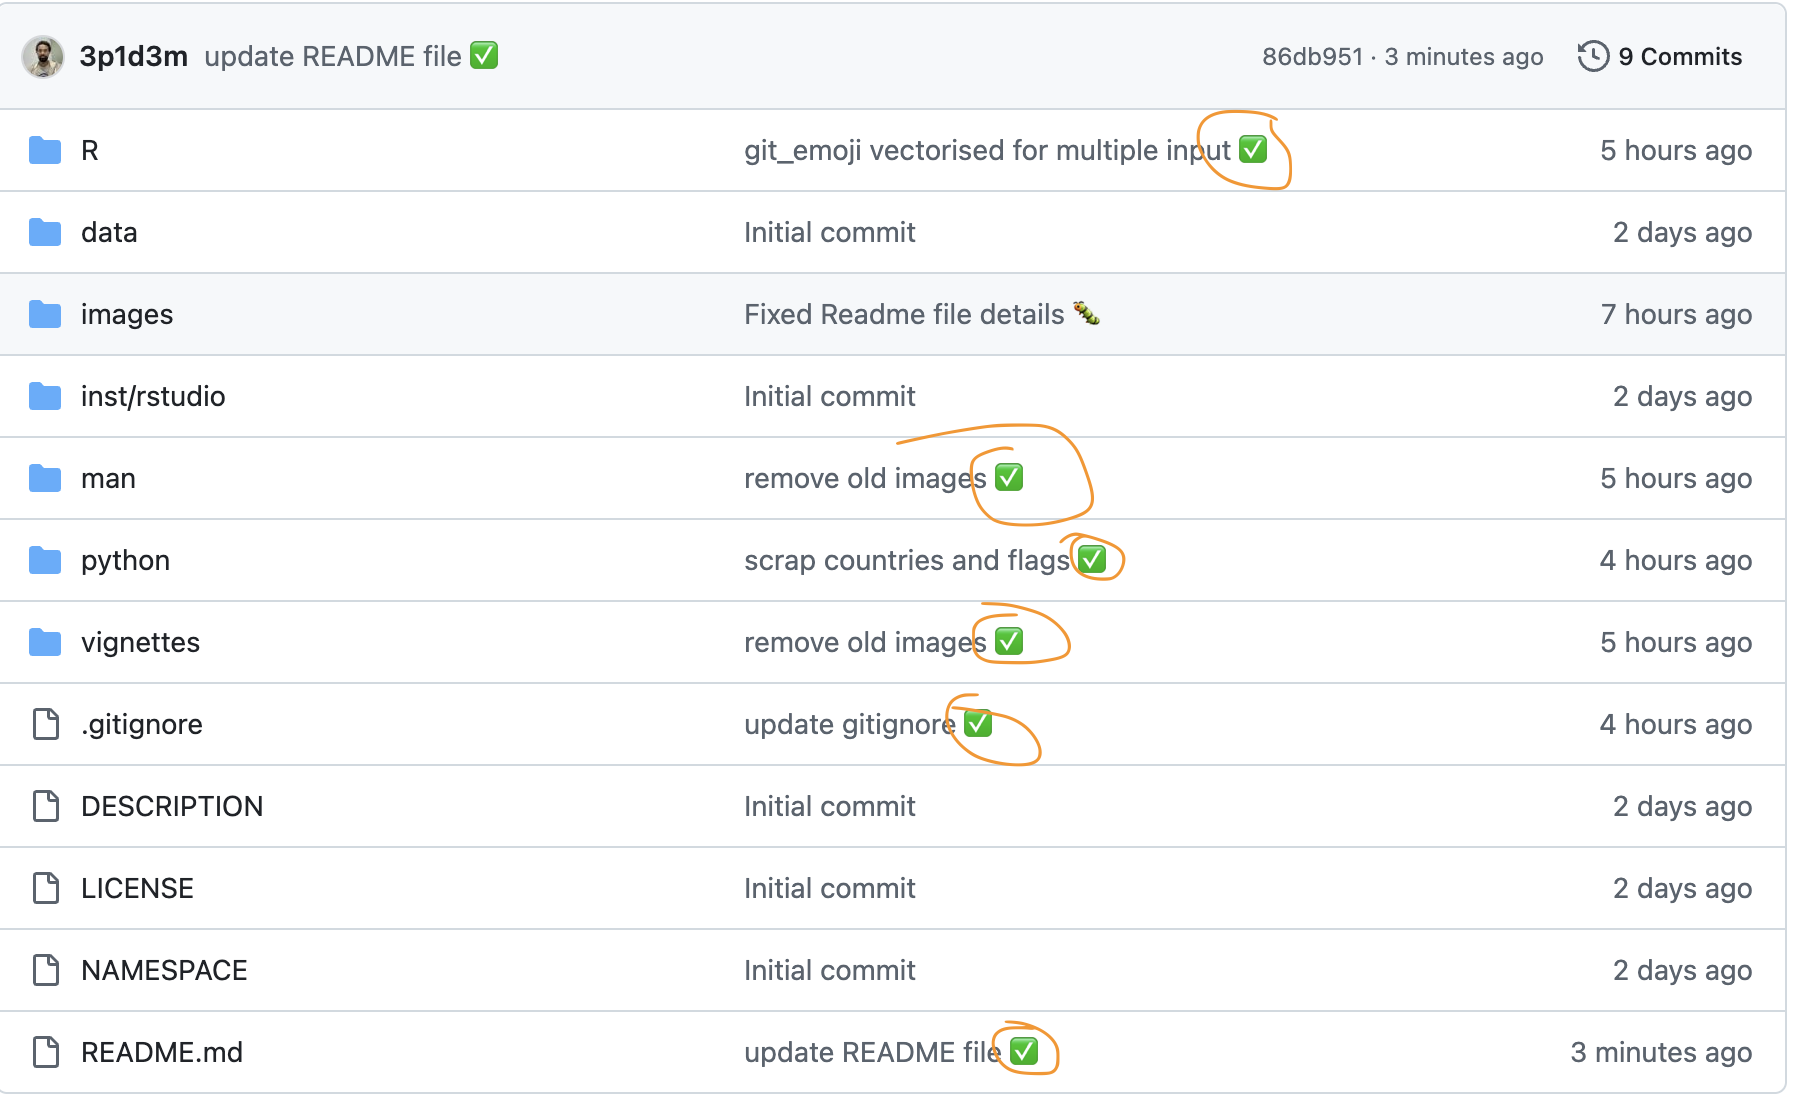 3p1d3m update README file ✅ 86db951 · 3 minutes ago 9 Commits
R git_emoji vectorised for multiple input ✅ 5 hours ago
data Initial commit 2 days ago
images Fixed Readme file details 🐛 7 hours ago
inst/rstudio Initial commit 2 days ago
man remove old images ✅ 5 hours ago
python scrap countries and flags ✅ 4 hours ago
vignettes remove old images ✅ 5 hours ago
.gitignore update gitignore ✅ 4 hours ago
DESCRIPTION Initial commit 2 days ago
LICENSE Initial commit 2 days ago
NAMESPACE Initial commit 2 days ago
README.md update README file ✅ 3 minutes ago